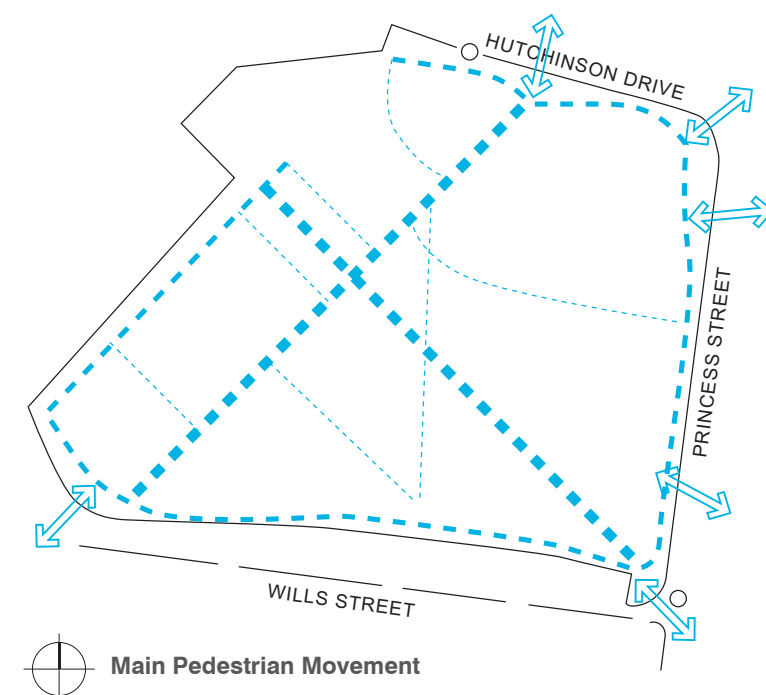 HUTCHINSON DRIVE
PRINCESS STREET
WILLS STREET
Main Pedestrian Movement